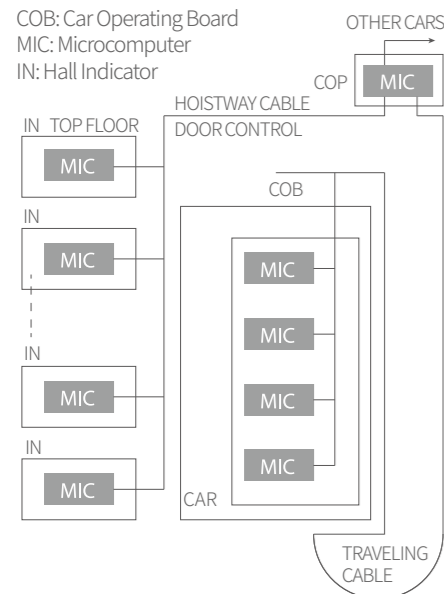 COB: Car Operating Board
MIC: Microcomputer
IN: Hall Indicator
OTHER CARS
COP
MIC
HOISTWAY CABLE
DOOR CONTROL
IN TOP FLOOR
MIC
IN
MIC
IN
MIC
IN
MIC
COB
MIC
MIC
MIC
MIC
CAR
TRAVELING
CABLE